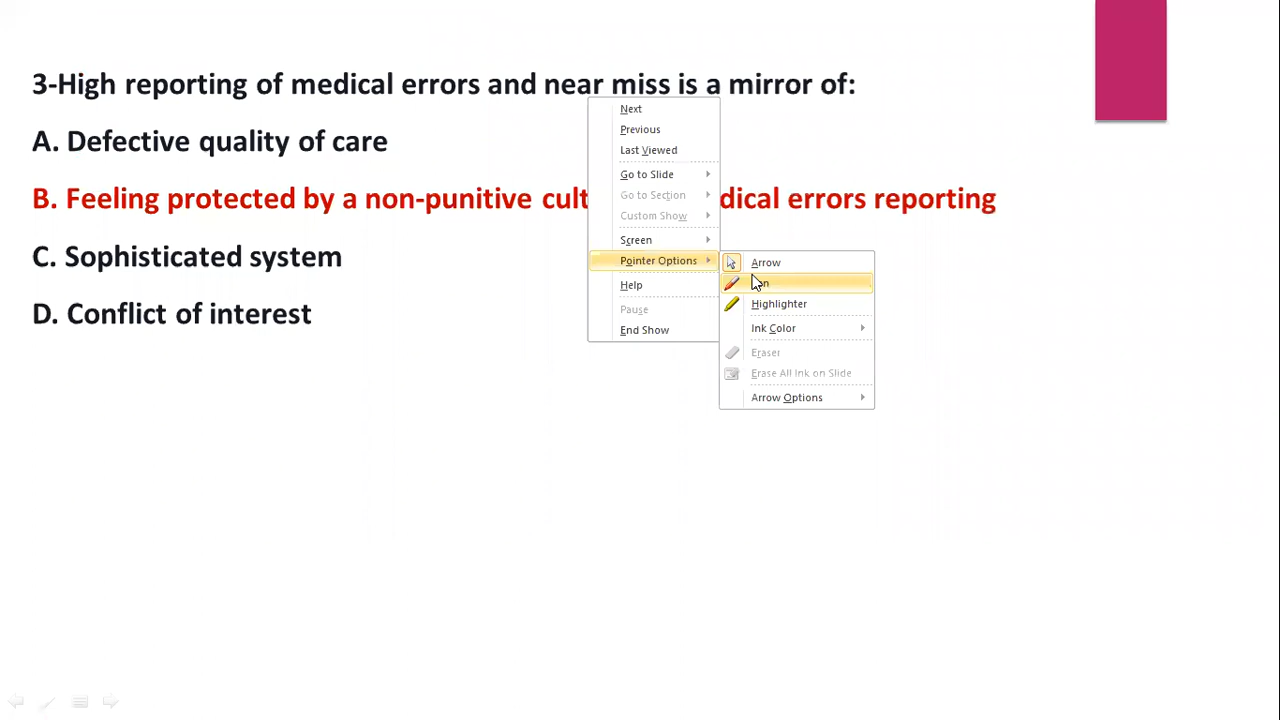 3-High reporting of medical errors and near miss is a mirror of:
A. Defective quality of care
B. Feeling protected by a non-punitive cult dical errors reporting
C. Sophisticated system
D. Conflict of interest
Next
Previous
Last Viewed
Go to Slide
Go to Section
Custom Show
Screen
Pointer Options
Help
Pause
End Show
Arrow
Highlighter
Ink Color
Eraser
Erase All Ink on Slide
Arrow Options